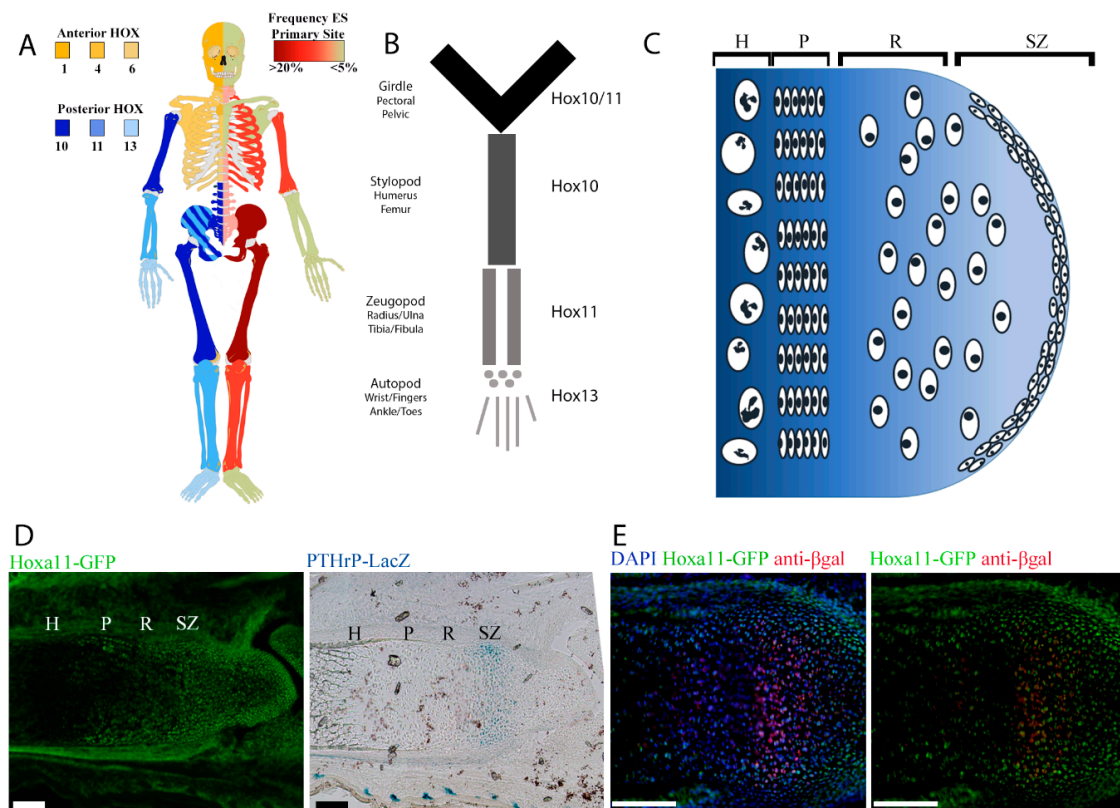 A
Anterior HOX
1 4 6
Posterior HOX
10 11 13
Frequency ES
Primary Site
>20% <5%
B
Girdle
Pectoral
Pelvic
Hox10/11
Stylopod
Humerus
Femur
Hox10
Zeugopod
Radius/Ulna
Tibia/Fibula
Hox11
Autopod
Wrist/Fingers
Ankle/Toes
Hox13
C
H P R SZ
D
Hoxa11-GFP
H P R SZ
PTHrP-LacZ
H P R SZ
E
DAPI Hoxa11-GFP anti-βgal
Hoxa11-GFP anti-βgal